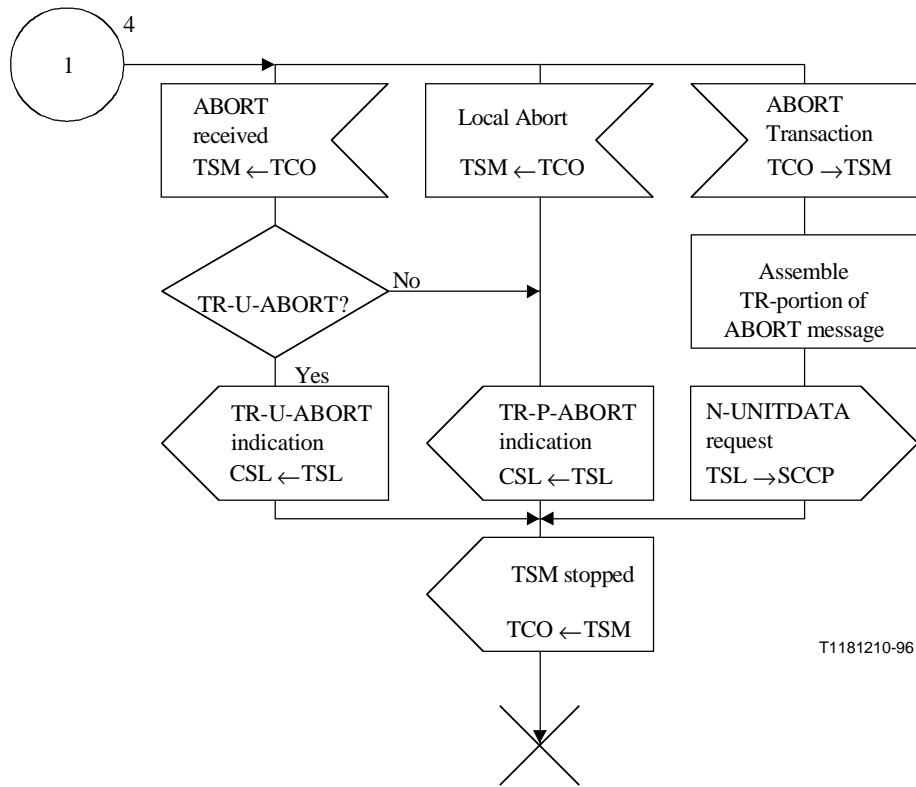 4
1
ABORT
received
TSM ← TCO
Local Abort
TSM ← TCO
ABORT
Transaction
TCO → TSM
TR-U-ABORT?
No
Yes
Assemble
TR-portion of
ABORT message
TR-U-ABORT
indication
CSL ← TSL
TR-P-ABORT
indication
CSL ← TSL
N-UNITDATA
request
TSL → SCCP
TSM stopped
TCO ← TSM
T1181210-96